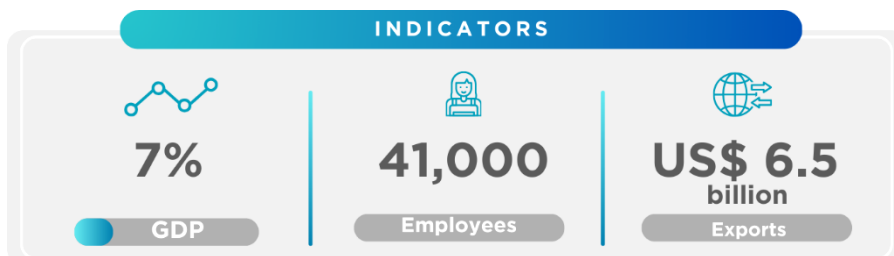 INDICATORS
7%
GDP
41,000
Employees
US$ 6.5
billion
Exports